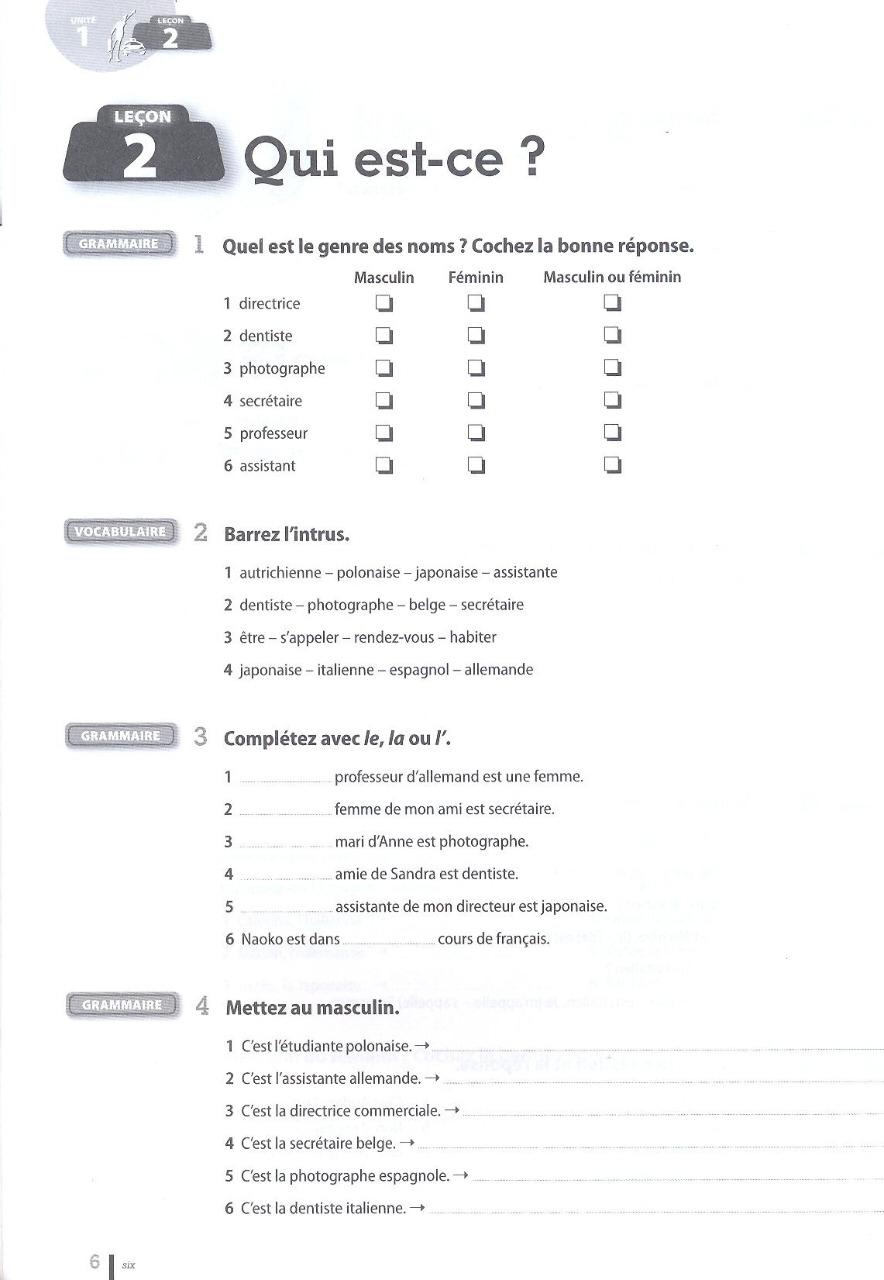 UNITÉ
1
LEÇON
2
LEÇON
2
Qui est-ce ?
GRAMMAIRE 1 Quel est le genre des noms ? Cochez la bonne réponse.
Masculin Féminin Masculin ou féminin
1 directrice
2 dentiste
3 photographe
4 secrétaire
5 professeur
6 assistant
VOCABULAIRE 2 Barrez l'intrus.
1 autrichienne – polonaise – japonaise – assistante
2 dentiste – photographe – belge – secrétaire
3 être – s'appeler – rendez-vous – habiter
4 japonaise – italienne – espagnol – allemande
GRAMMAIRE 3 Complétez avec le, la ou l'.
1 professeur d'allemand est une femme.
2 femme de mon ami est secrétaire.
3 mari d'Anne est photographe.
4 amie de Sandra est dentiste.
5 assistante de mon directeur est japonaise.
6 Naoko est dans cours de français.
GRAMMAIRE 4 Mettez au masculin.
1 C'est l'étudiante polonaise. →
2 C'est l'assistante allemande. →
3 C'est la directrice commerciale. →
4 C'est la secrétaire belge. →
5 C'est la photographe espagnole. →
6 C'est la dentiste italienne. →
6 six